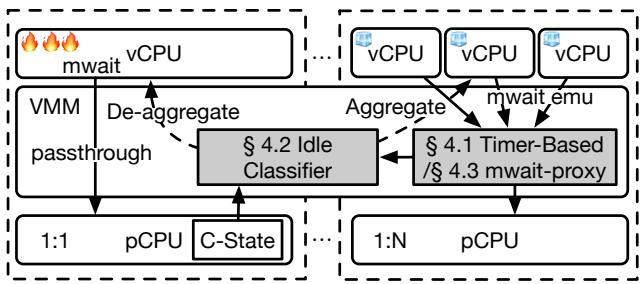 vCPU
mwait
...
vCPU
vCPU
vCPU
mwait emu
VMM
De-aggregate
Aggregate
passthrough
§ 4.2 Idle
Classifier
§ 4.1 Timer-Based
/§ 4.3 mwait-proxy
1:1
pCPU
C-State
...
1:N
pCPU